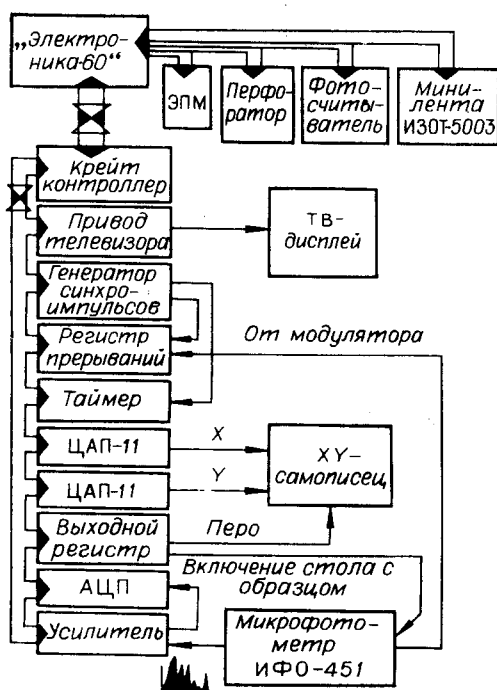 „Электро-
ника-60“
ЭПМ
Перфо-
ратор
Фото-
считы-
ватель
Мини-
лента
ИЗОТ-5003
Крейт
контроллер
Привод
телевизора
ТВ-
дисплей
Генератор
синхро-
импульсов
Регистр
прерываний
От модулятора
Таймер
ЦАП-11
X
XY-
самописец
ЦАП-11
Y
Выходной
регистр
Перо
Включение стола с
образцом
АЦП
Усилитель
Микрофото-
метр
ИФО-451